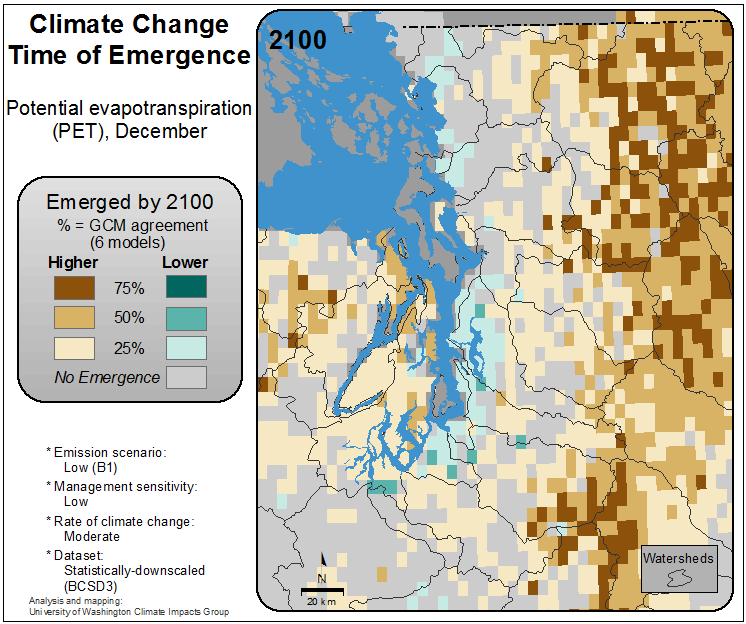 Climate Change
Time of Emergence
Potential evapotranspiration
(PET), December
Emerged by 2100
% = GCM agreement
(6 models)
Higher Lower
75%
50%
25%
No Emergence
* Emission scenario:
Low (B1)
* Management sensitivity:
Low
* Rate of climate change:
Moderate
* Dataset:
Statistically-downscaled
(BCSD3)
Analysis and mapping:
University of Washington Climate Impacts Group
2100
N
20 km
Watersheds